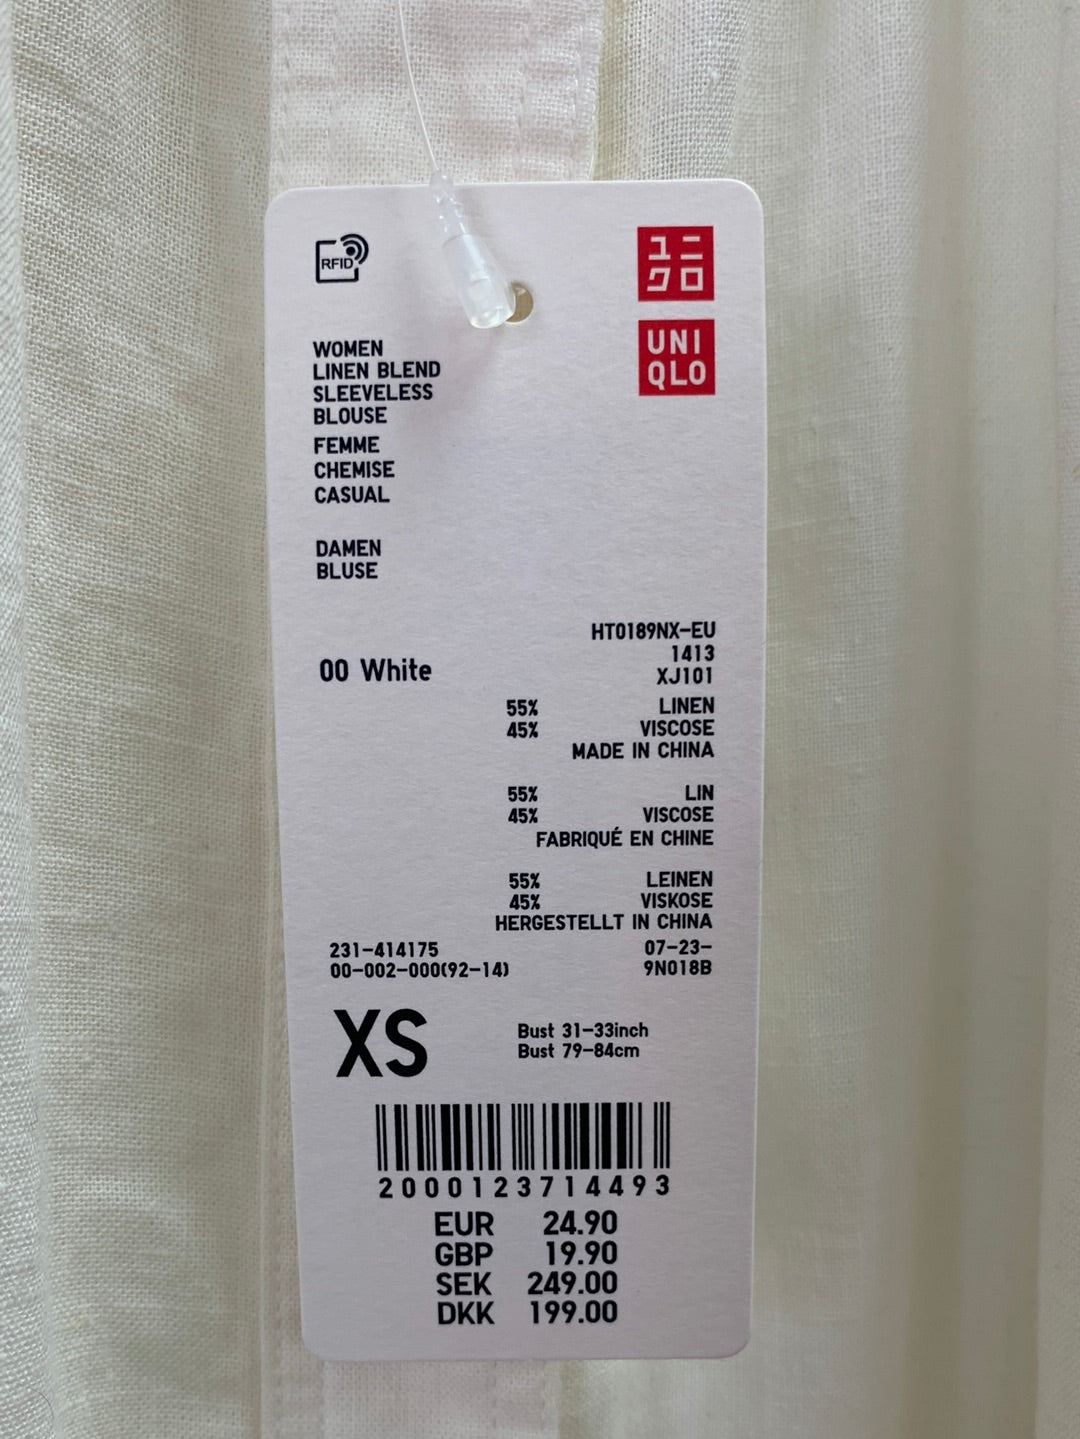 RFID
ユニ
クロ
UNI
QLO
WOMEN
LINEN BLEND
SLEEVELESS
BLOUSE
FEMME
CHEMISE
CASUAL
DAMEN
BLUSE
HT0189NX-EU
1413
00 White
XJ101
55% LINEN
45% VISCOSE
MADE IN CHINA
55% LIN
45% VISCOSE
FABRIQUÉ EN CHINE
55% LEINEN
45% VISKOSE
HERGESTELLT IN CHINA
231-414175 07-23-
00-002-000(92-14) 9N018B
XS
Bust 31-33inch
Bust 79-84cm
2000123714493
EUR 24.90
GBP 19.90
SEK 249.00
DKK 199.00